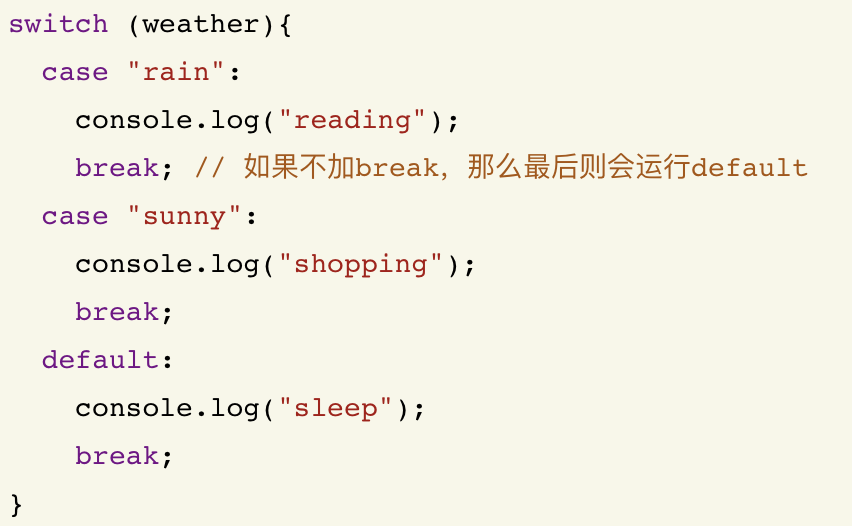 switch (weather){
  case "rain":
    console.log("reading");
    break; // 如果不加break，那么最后则会运行default
  case "sunny":
    console.log("shopping");
    break;
  default:
    console.log("sleep");
    break;
}